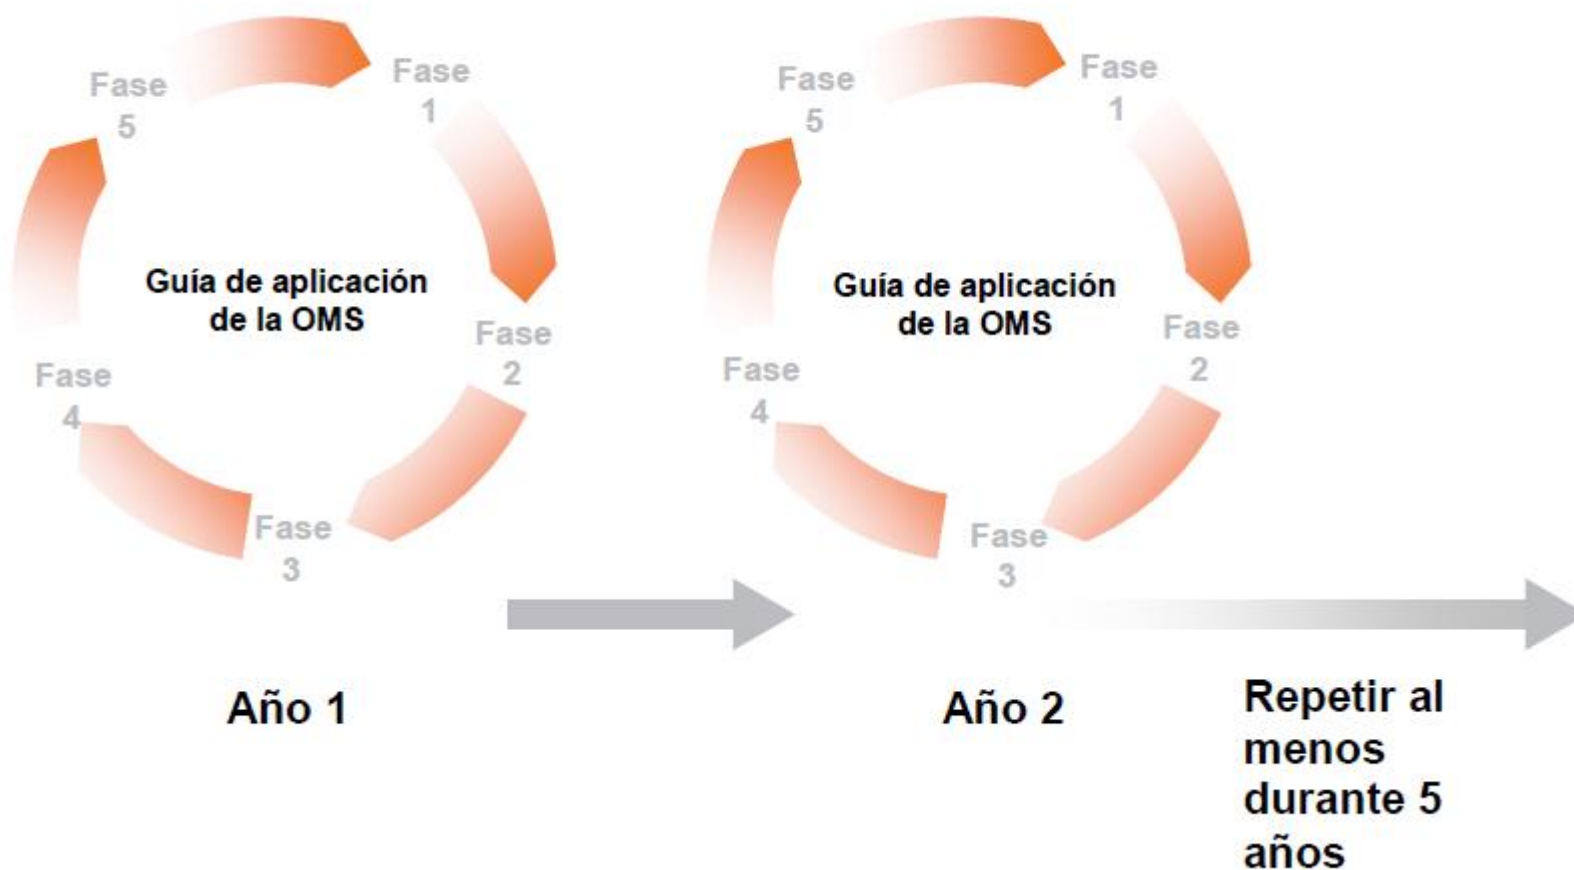 Fase
1
Fase
2
Fase
3
Fase
4
Fase
5
Guía de aplicación
de la OMS
Año 1
Fase
1
Fase
2
Fase
3
Fase
4
Fase
5
Guía de aplicación
de la OMS
Año 2
Repetir al
menos
durante 5
años